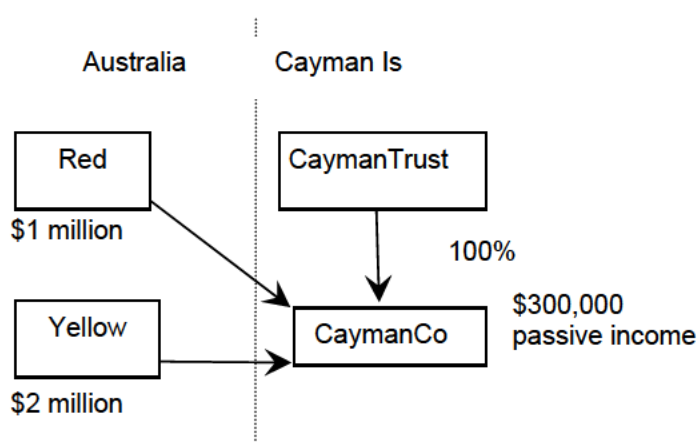 Australia
Cayman Is
Red
CaymanTrust
$1 million
100%
Yellow
CaymanCo
$300,000
passive income
$2 million